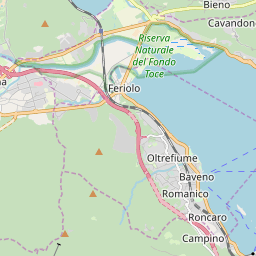 Bieno
Cavandone
Riserva
Naturale
del Fondo
Toce
Feriolo
Oltrefiume
Baveno
Romanico
Roncaro
Campino